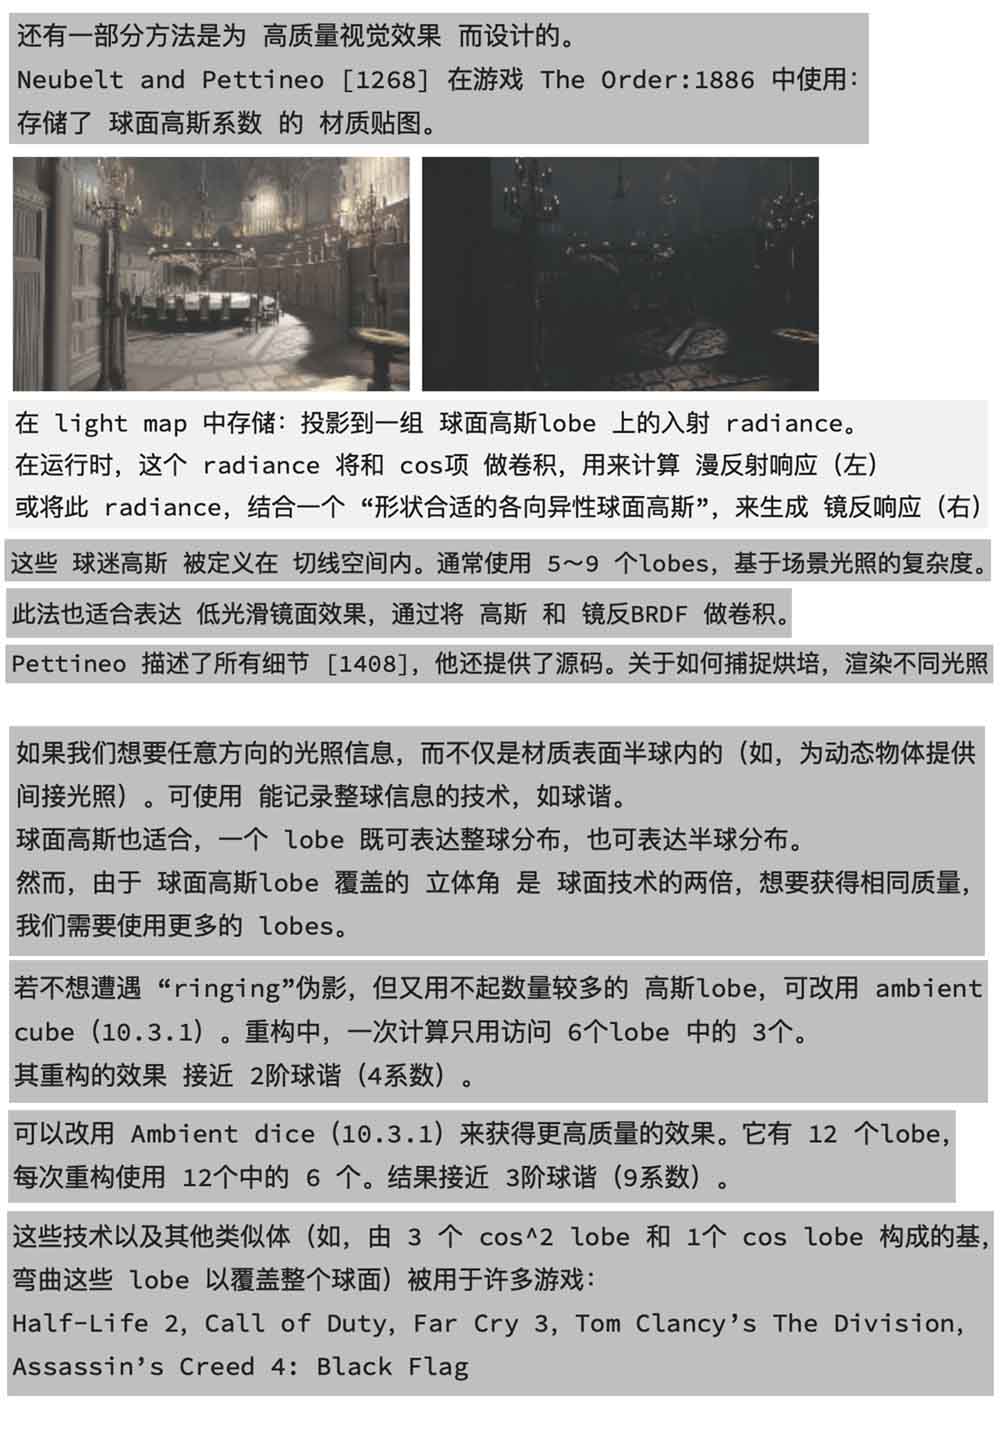 还有一部分方法是为 高质量视觉效果 而设计的。
Neubelt and Pettineo [1268] 在游戏 The Order:1886 中使用：
存储了 球面高斯系数 的 材质贴图。
在 light map 中存储：投影到一组 球面高斯lobe 上的入射 radiance。
在运行时，这个 radiance 将和 cos项 做卷积，用来计算 漫反射响应（左）
或将此 radiance，结合一个 “形状合适的各向异性球面高斯”，来生成 镜反响应（右）
这些 球迷高斯 被定义在 切线空间内。通常使用 5～9 个lobes，基于场景光照的复杂度。
此法也适合表达 低光滑镜面效果，通过将 高斯 和 镜反BRDF 做卷积。
Pettineo 描述了所有细节 [1408]，他还提供了源码。关于如何捕捉烘培，渲染不同光照
如果我们想要任意方向的光照信息，而不仅是材质表面半球内的（如，为动态物体提供
间接光照）。可使用 能记录整球信息的技术，如球谐。
球面高斯也适合，一个 lobe 既可表达整球分布，也可表达半球分布。
然而，由于 球面高斯lobe 覆盖的 立体角 是 球面技术的两倍，想要获得相同质量，
我们需要使用更多的 lobes。
若不想遭遇 “ringing”伪影，但又用不起数量较多的 高斯lobe，可改用 ambient
cube（10.3.1）。重构中，一次计算只用访问 6个lobe 中的 3个。
其重构的效果 接近 2阶球谐（4系数）。
可以改用 Ambient dice（10.3.1）来获得更高质量的效果。它有 12 个lobe，
每次重构使用 12个中的 6 个。结果接近 3阶球谐（9系数）。
这些技术以及其他类似体（如，由 3 个 cos^2 lobe 和 1个 cos lobe 构成的基，
弯曲这些 lobe 以覆盖整个球面）被用于许多游戏：
Half-Life 2, Call of Duty, Far Cry 3, Tom Clancy’s The Division,
Assassin’s Creed 4: Black Flag